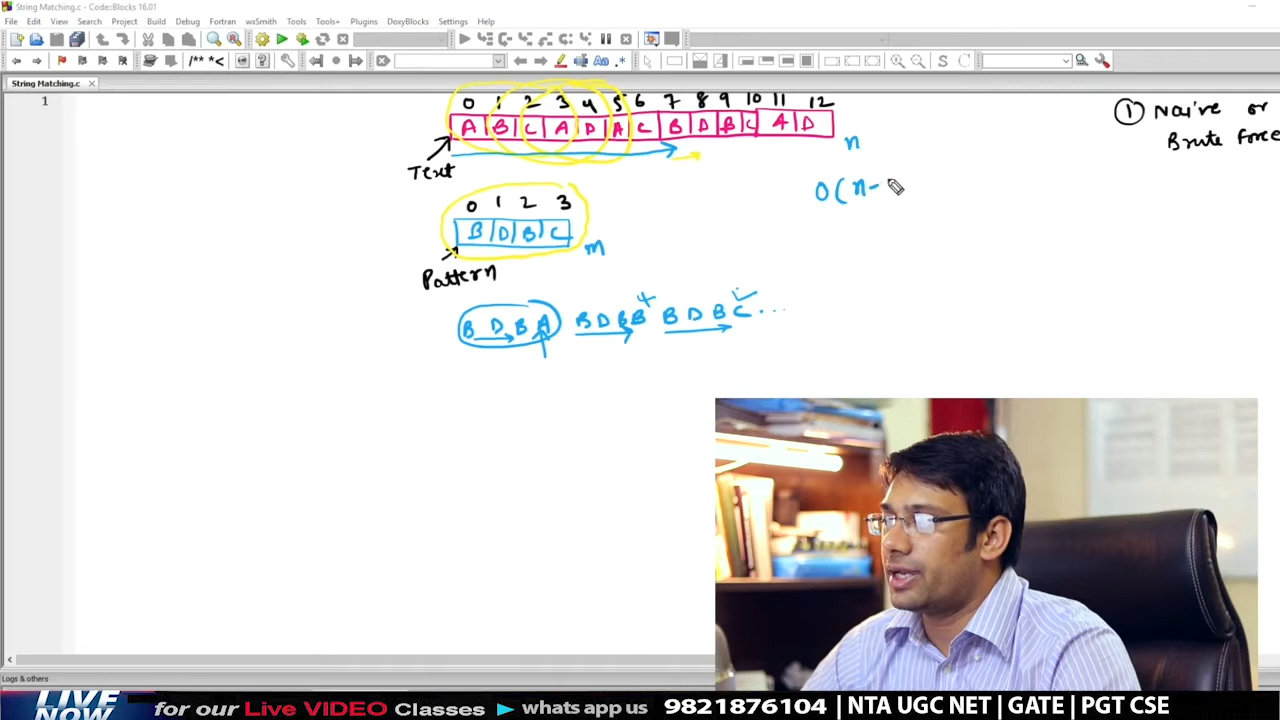 String Matching.c - Code::Blocks 16.01
File Edit View Search Project Build Debug Fortran wxSmith Tools Tools+ Plugins DoxyBlocks Settings Help
/** *<
Aa .*
S C
String Matching.c ×
1
0 1 2 3 4 5 6 7 8 9 10 11 12
A B C A D A C B D B C A D
Text
n
① Naive or
Brute Force
O(n-
0 1 2 3
B D B C
m
Pattern
B D B A B D B B B D B C ...
Logs & others
LIVE NOW for our Live VIDEO Classes ► whats app us 9821876104 | NTA UGC NET | GATE | PGT CSE